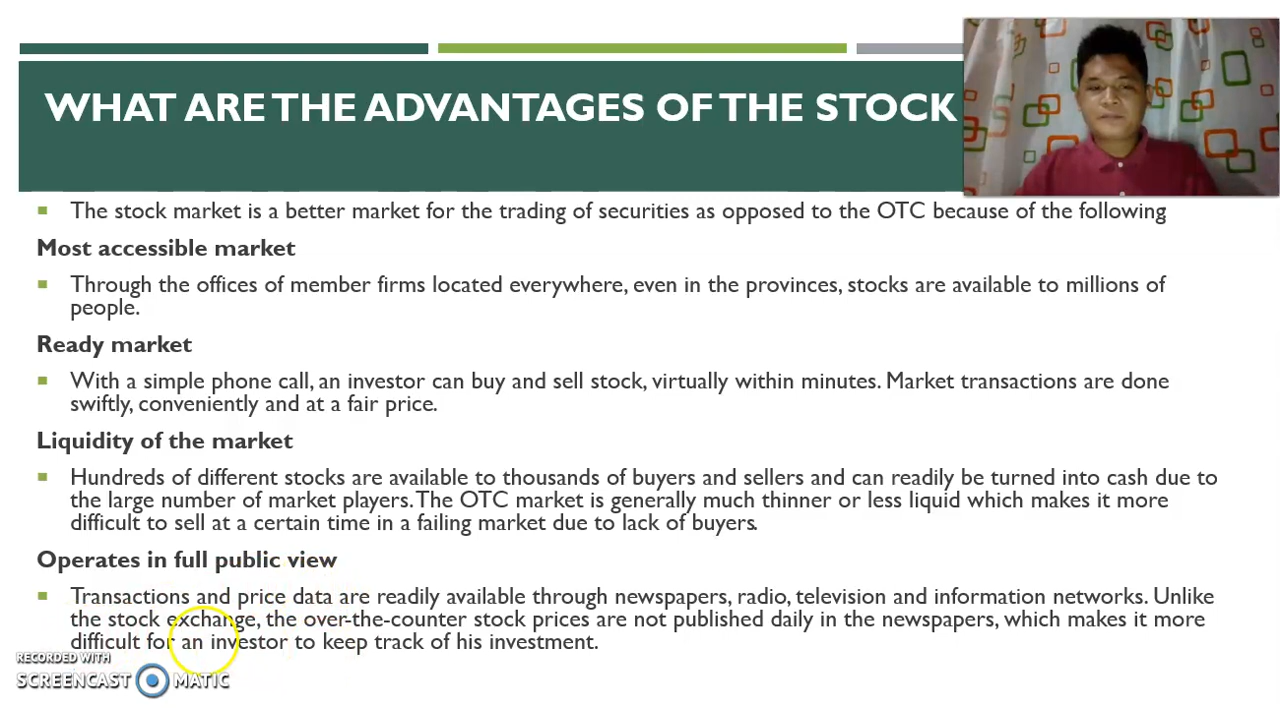 WHAT ARE THE ADVANTAGES OF THE STOCK
The stock market is a better market for the trading of securities as opposed to the OTC because of the following
Most accessible market
Through the offices of member firms located everywhere, even in the provinces, stocks are available to millions of
people.
Ready market
With a simple phone call, an investor can buy and sell stock, virtually within minutes. Market transactions are done
swiftly, conveniently and at a fair price.
Liquidity of the market
Hundreds of different stocks are available to thousands of buyers and sellers and can readily be turned into cash due to
the large number of market players. The OTC market is generally much thinner or less liquid which makes it more
difficult to sell at a certain time in a failing market due to lack of buyers.
Operates in full public view
Transactions and price data are readily available through newspapers, radio, television and information networks. Unlike
the stock exchange, the over-the-counter stock prices are not published daily in the newspapers, which makes it more
difficult for an investor to keep track of his investment.
RECORDED WITH
SCREENCAST MATIC